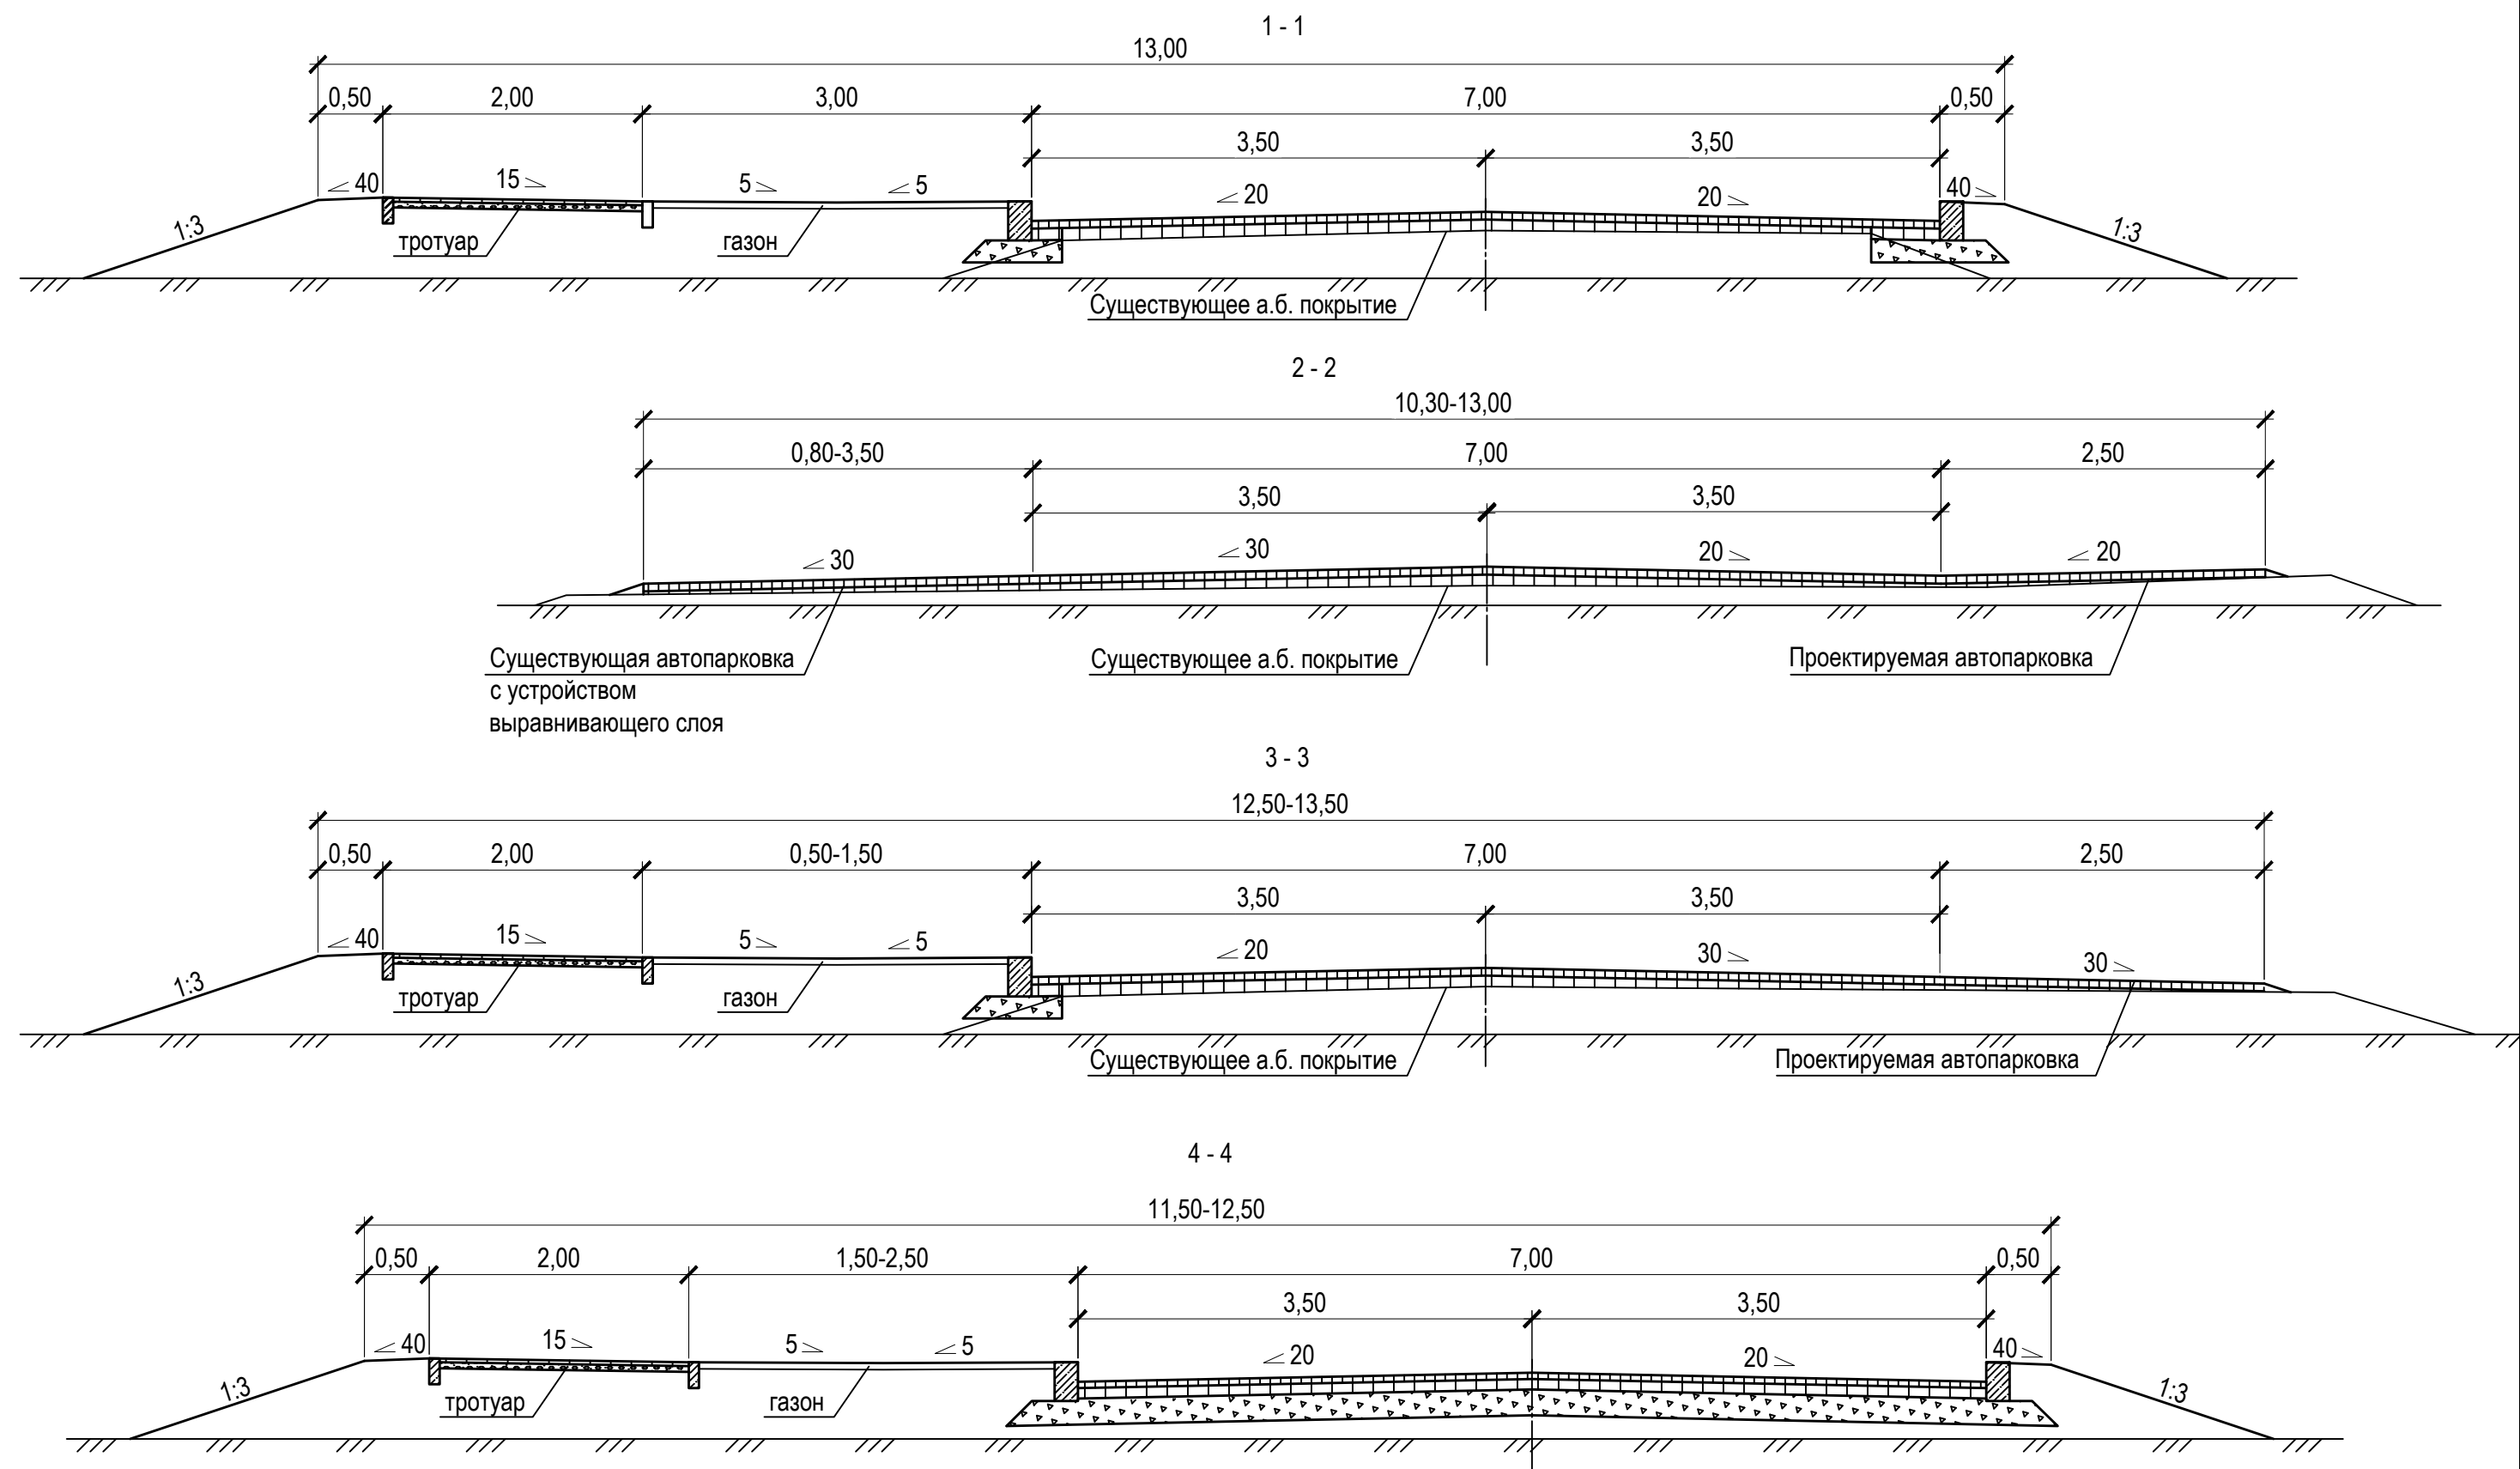 1 - 1
13,00
0,50 2,00 3,00 7,00 0,50
3,50 3,50
40 15 5 5 20 20 40
1:3 1:3
тротуар газон
Существующее а.б. покрытие
2 - 2
10,30-13,00
0,80-3,50 7,00 2,50
3,50 3,50
30 30 20 20
Существующая автопарковка Существующее а.б. покрытие Проектируемая автопарковка
с устройством
выравнивающего слоя
3 - 3
12,50-13,50
0,50 2,00 0,50-1,50 7,00 2,50
3,50 3,50
40 15 5 5 20 30 30
1:3
тротуар газон
Существующее а.б. покрытие Проектируемая автопарковка
4 - 4
11,50-12,50
0,50 2,00 1,50-2,50 7,00 0,50
3,50 3,50
40 15 5 5 20 20 40
1:3 1:3
тротуар газон